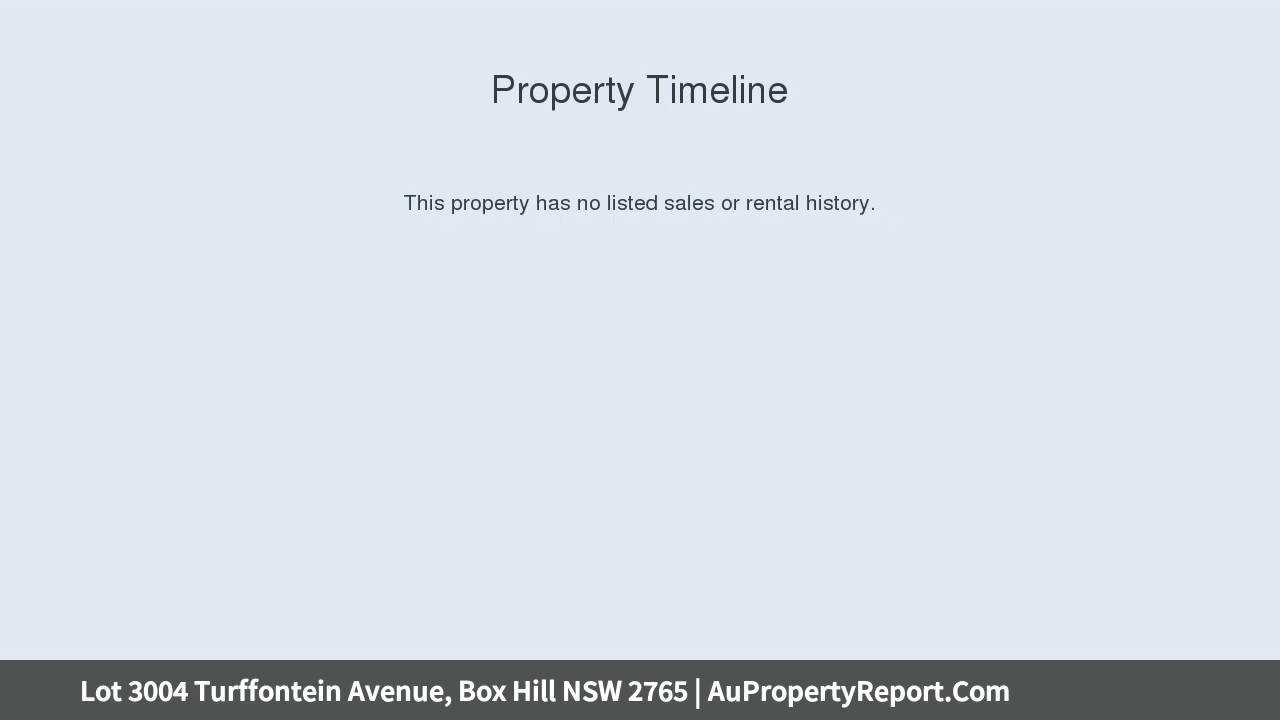 Property Timeline
This property has no listed sales or rental history.
Lot 3004 Turffontein Avenue, Box Hill NSW 2765 | AuPropertyReport.Com